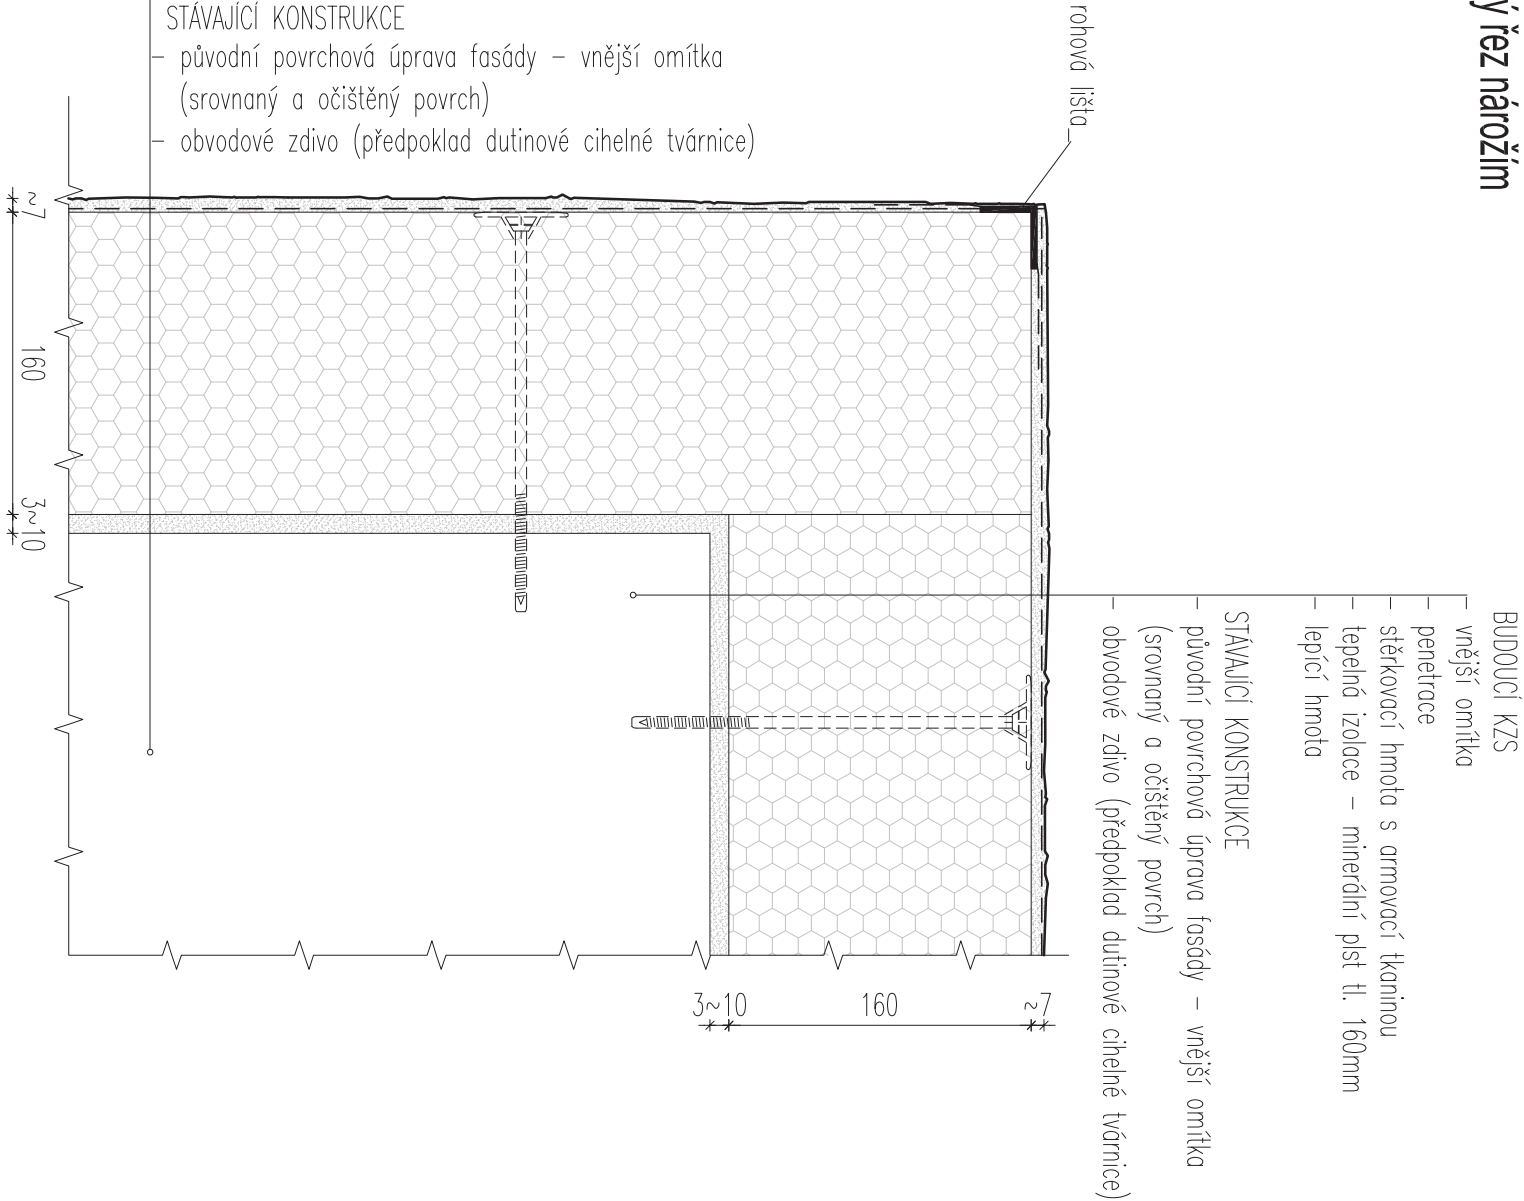 ý řez nárožím
STÁVAJÍCÍ KONSTRUKCE
– původní povrchová úprava fasády – vnější omítka
(srovnaný a očištěný povrch)
– obvodové zdivo (předpoklad dutinové cihelné tvárnice)
rohová lišta
BUDOUCÍ KZS
– vnější omítka
– penetrace
– stěrkovací hmota s armovací tkaninou
– tepelná izolace – minerální plst tl. 160mm
– lepící hmota
STÁVAJÍCÍ KONSTRUKCE
– původní povrchová úprava fasády – vnější omítka
(srovnaný a očištěný povrch)
– obvodové zdivo (předpoklad dutinové cihelné tvárnice)
~7
160
3~10
3~10
160
~7